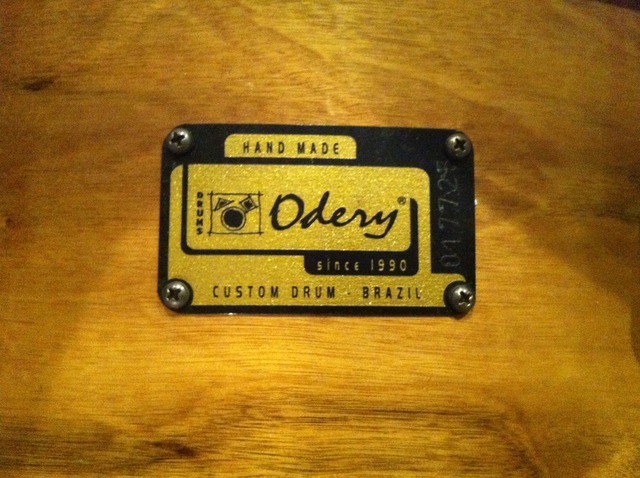 HAND MADE
DRUMS
Odery®
since 1990
CUSTOM DRUM - BRAZIL